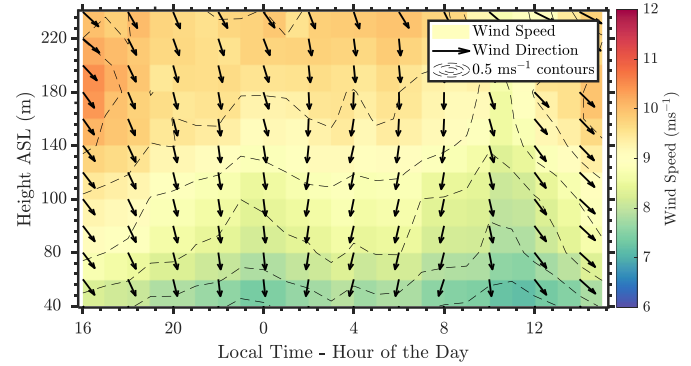 220
180
140
100
80
40
Height ASL (m)
16 20 0 4 8 12
Local Time - Hour of the Day
Wind Speed
Wind Direction
0.5 ms⁻¹ contours
12
11
10
9
8
7
6
Wind Speed (ms⁻¹)